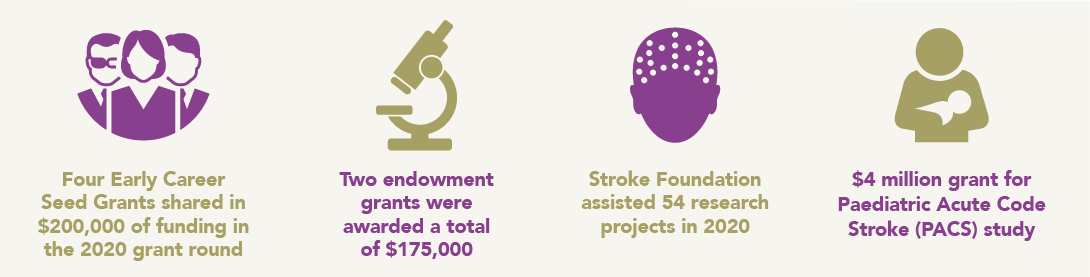 Four Early Career
Seed Grants shared in
$200,000 of funding in
the 2020 grant round
Two endowment
grants were
awarded a total
of $175,000
Stroke Foundation
assisted 54 research
projects in 2020
$4 million grant for
Paediatric Acute Code
Stroke (PACS) study